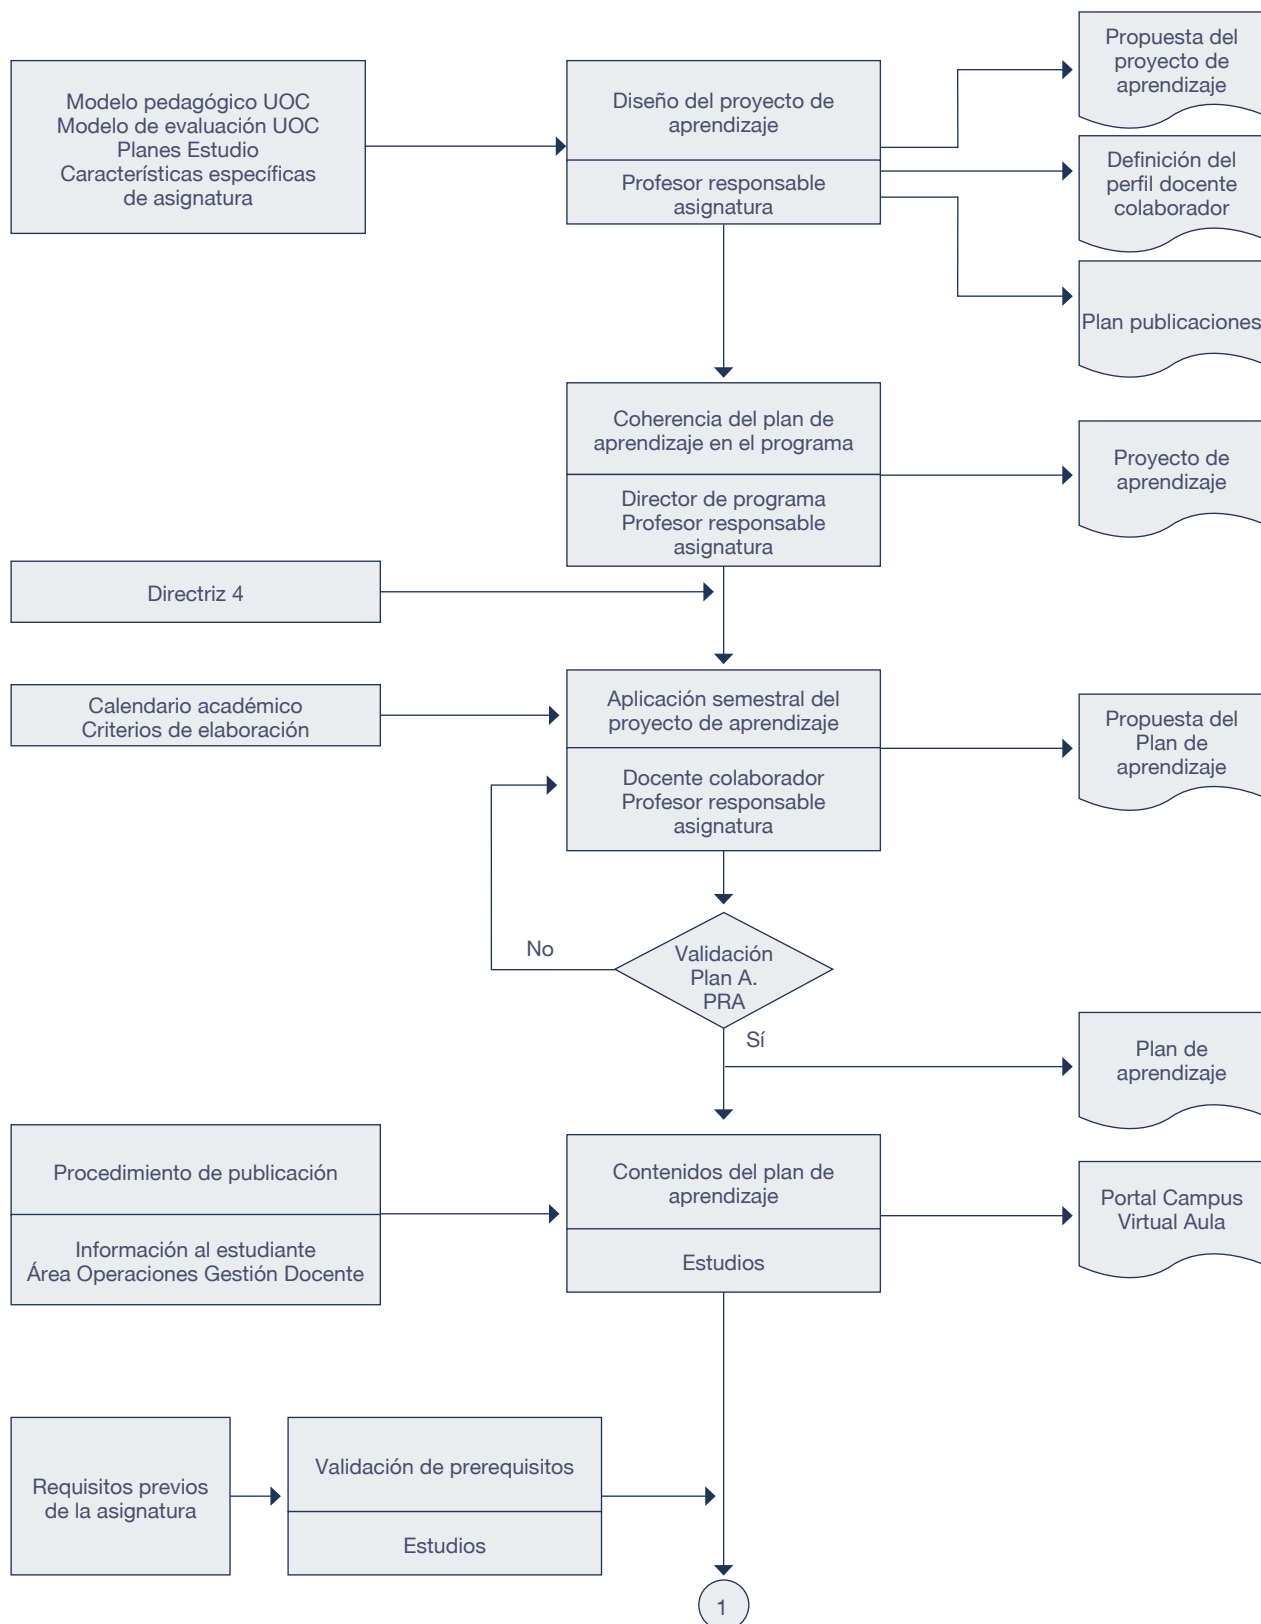 Modelo pedagógico UOC
Modelo de evaluación UOC
Planes Estudio
Características específicas
de asignatura
Diseño del proyecto de
aprendizaje
Profesor responsable
asignatura
Propuesta del
proyecto de
aprendizaje
Definición del
perfil docente
colaborador
Plan publicaciones
Coherencia del plan de
aprendizaje en el programa
Director de programa
Profesor responsable
asignatura
Proyecto de
aprendizaje
Directriz 4
Calendario académico
Criterios de elaboración
Aplicación semestral del
proyecto de aprendizaje
Docente colaborador
Profesor responsable
asignatura
Propuesta del
Plan de
aprendizaje
No
Validación
Plan A.
PRA
Sí
Plan de
aprendizaje
Procedimiento de publicación
Información al estudiante
Área Operaciones Gestión Docente
Contenidos del plan de
aprendizaje
Estudios
Portal Campus
Virtual Aula
Requisitos previos
de la asignatura
Validación de prerequisitos
Estudios
1